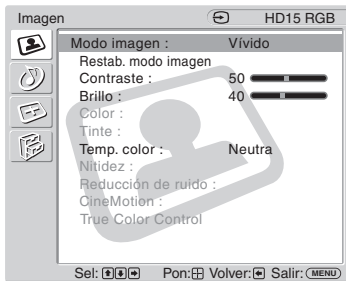 Imagen HD15 RGB
Modo imagen : Vívido
Restab. modo imagen
Contraste : 50
Brillo : 40
Color :
Tinte :
Temp. color : Neutra
Nitidez :
Reducción de ruido :
CineMotion :
True Color Control
Sel: Pon: Volver: Salir: MENU